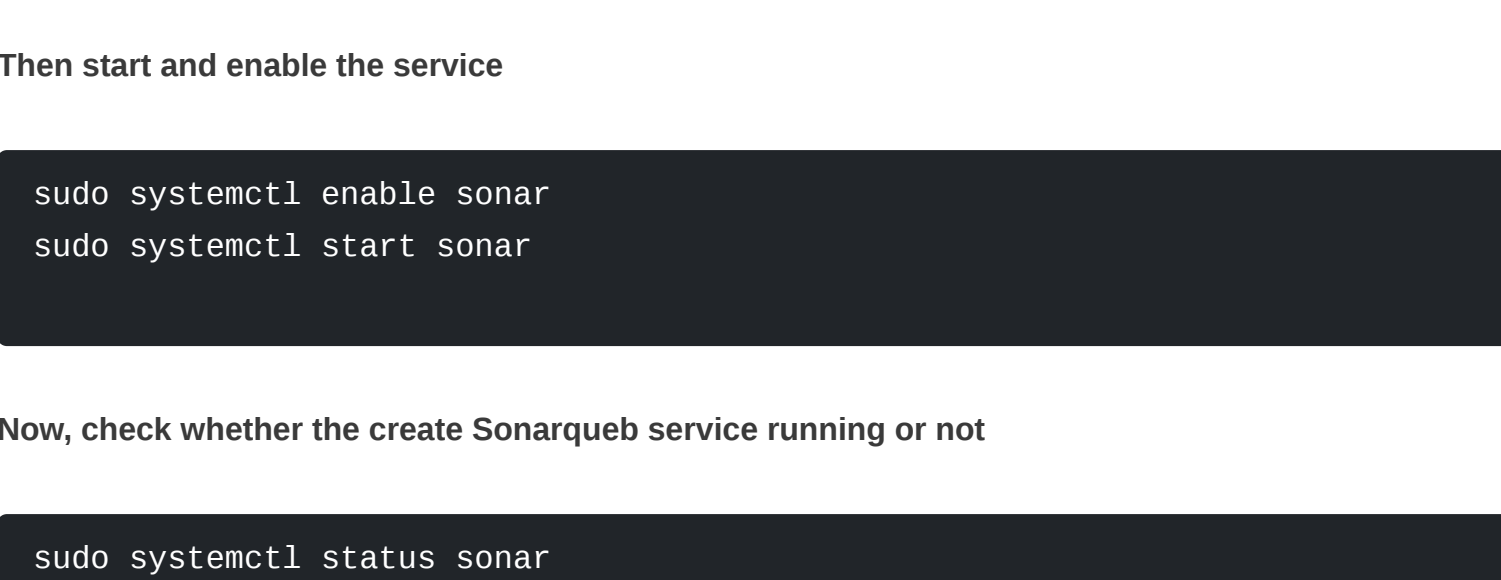 Then start and enable the service
sudo systemctl enable sonar
sudo systemctl start sonar
Now, check whether the create Sonarqueb service running or not
sudo systemctl status sonar